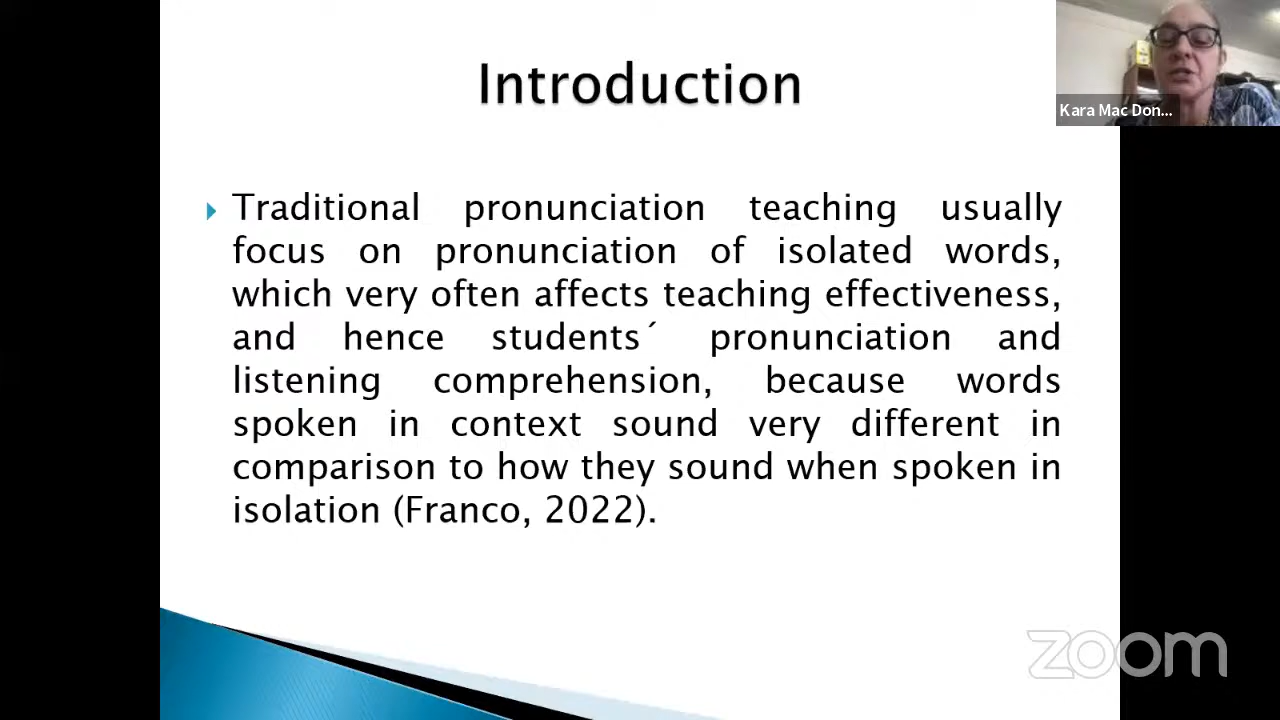 Introduction
Kara Mac Don...
Traditional pronunciation teaching usually
focus on pronunciation of isolated words,
which very often affects teaching effectiveness,
and hence students´ pronunciation and
listening comprehension, because words
spoken in context sound very different in
comparison to how they sound when spoken in
isolation (Franco, 2022).
zoom